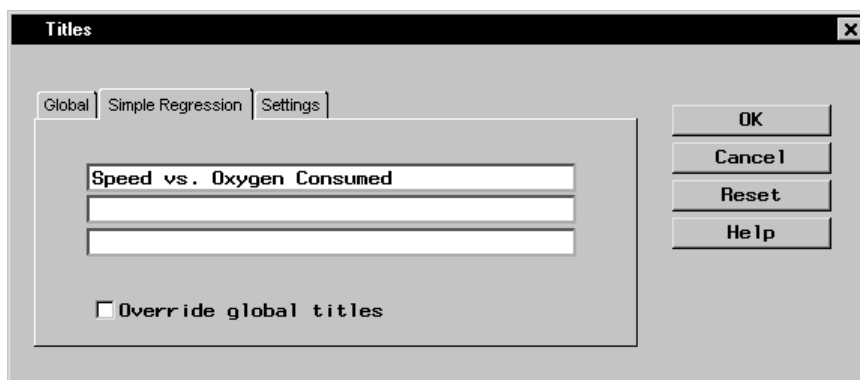 Titles
Global Simple Regression Settings
Speed vs. Oxygen Consumed
Override global titles
OK
Cancel
Reset
Help